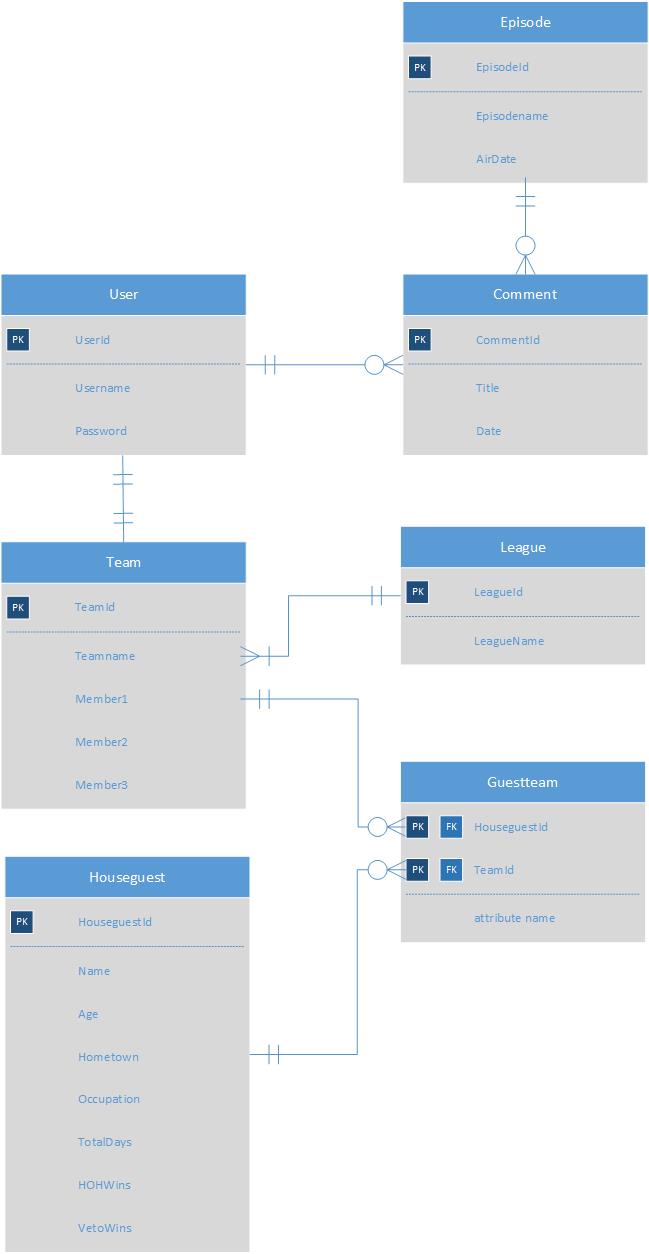 Episode
PK EpisodeId
Episodename
AirDate
User
PK UserId
Username
Password
Comment
PK CommentId
Title
Date
Team
PK TeamId
Teamname
Member1
Member2
Member3
League
PK LeagueId
LeagueName
Guestteam
PK FK HouseguestId
PK FK TeamId
attribute name
Houseguest
PK HouseguestId
Name
Age
Hometown
Occupation
TotalDays
HOHWins
VetoWins